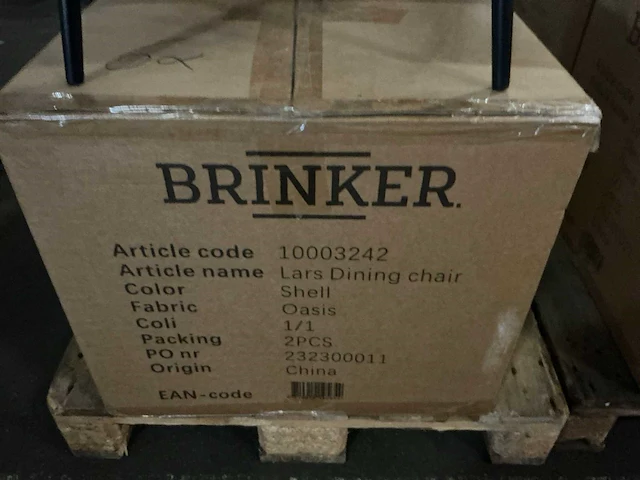 BRINKER.
Article code 10003242
Article name Lars Dining chair
Color Shell
Fabric Oasis
Coli 1/1
Packing 2PCS
PO nr 232300011
Origin China
EAN-code